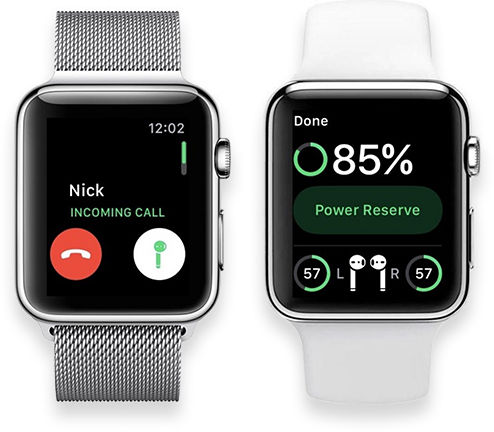 12:02
Nick
INCOMING CALL
Done
85%
Power Reserve
57 L R 57